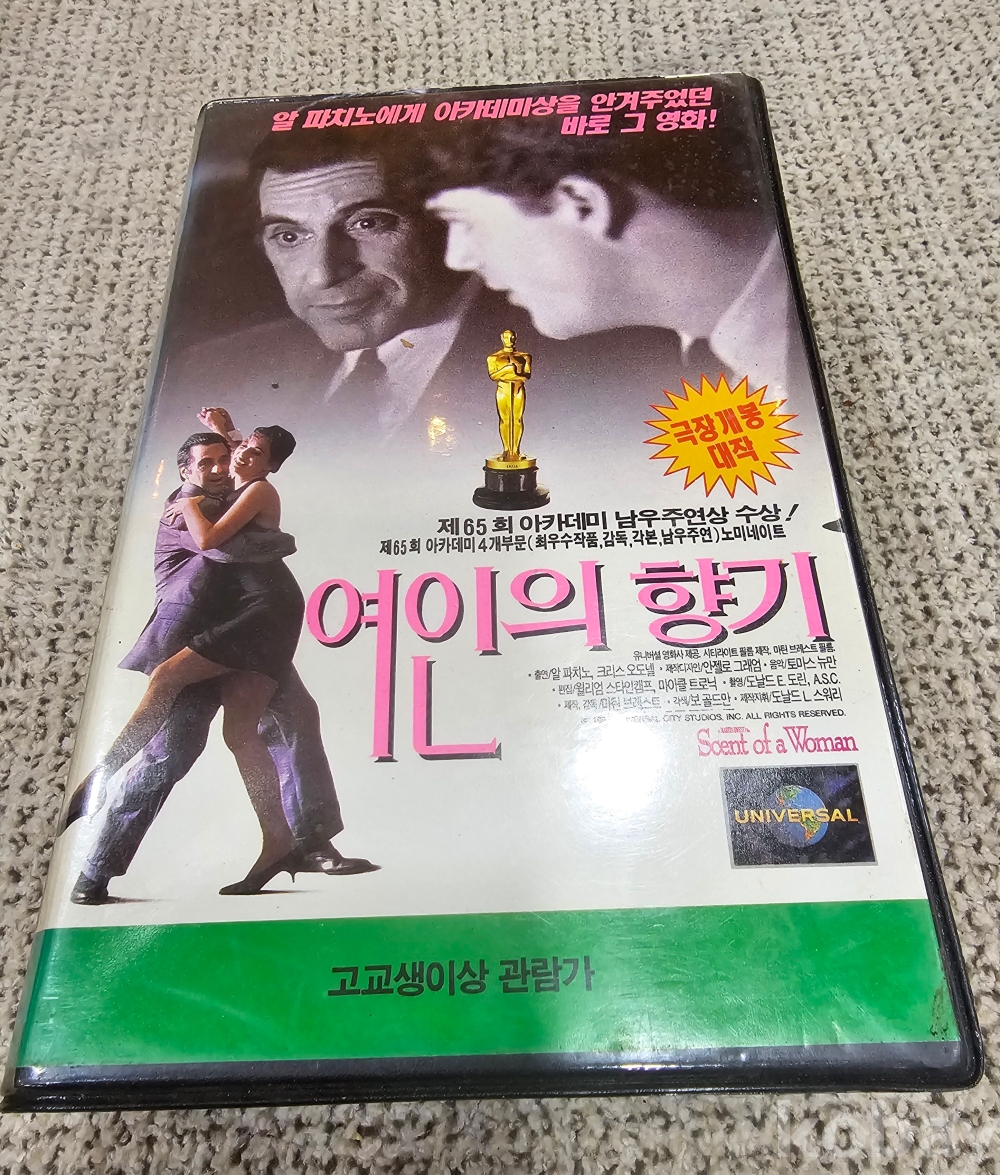 알 파치노에게 아카데미상을 안겨주었던
바로 그 영화!
극장개봉
대작
제65회 아카데미 남우주연상 수상!
제65회 아카데미 4개부문(최우수작품,감독,각본,남우주연)노미네이트
여인의 향기
유니버설 영화사 제공. 시티라이트 필름 제작, 마틴 브레스트 필름.
• 출연/알 파치노, 크리스 오도넬 • 제작디자인/안젤로 그래엄 • 음악/토마스 뉴만
• 편집/윌리엄 스타인캠프, 마이클 트로닉 • 촬영/도날드 E. 도린, A.S.C.
• 제작, 감독/마틴 브레스트 • 각색/보 골드만 • 제작지휘/도날드 L. 스워리
CITY STUDIOS, INC. ALL RIGHTS RESERVED.
Scent of a Woman
UNIVERSAL
고교생이상 관람가